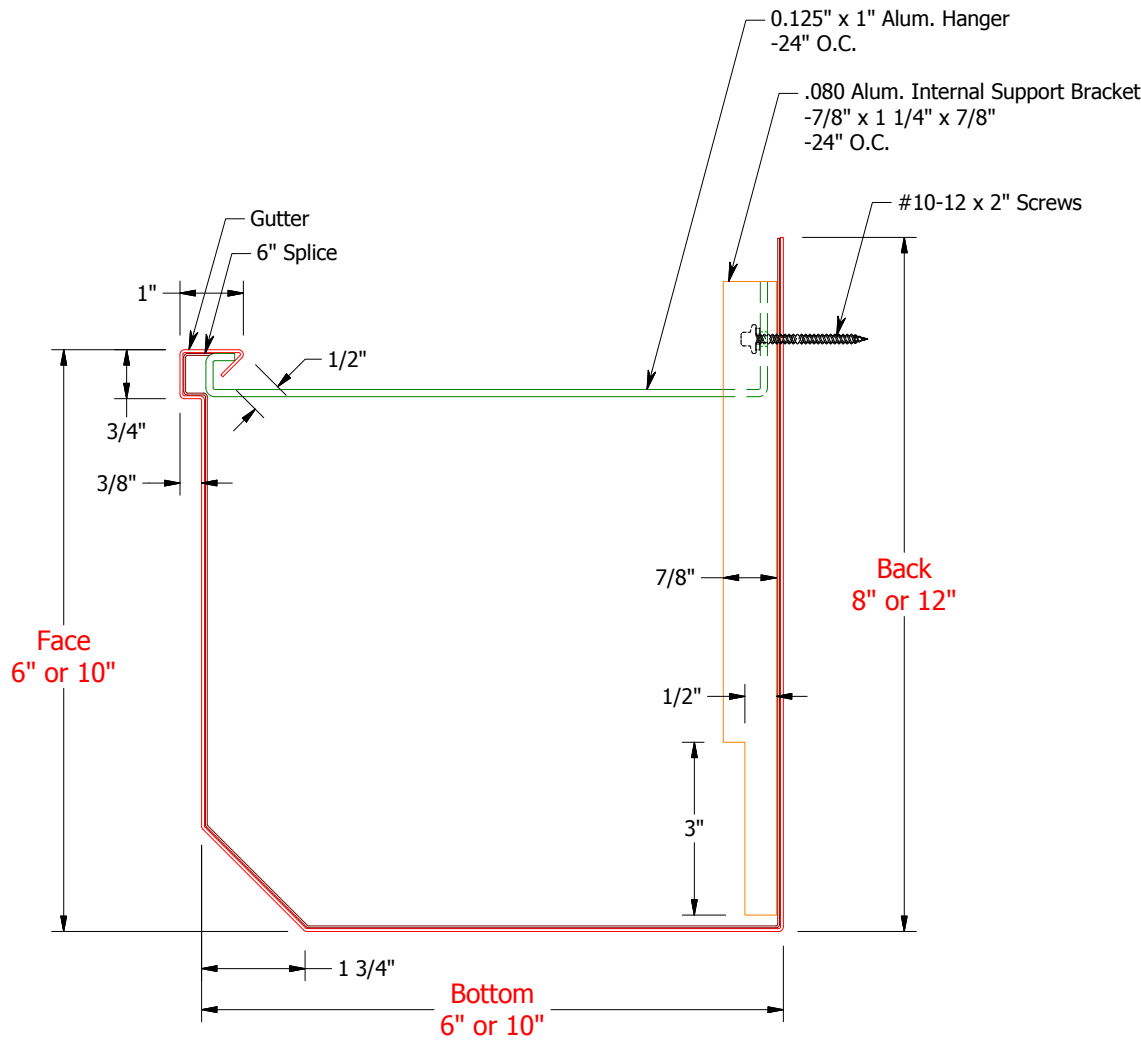 0.125" x 1" Alum. Hanger
-24" O.C.
.080 Alum. Internal Support Bracket
-7/8" x 1 1/4" x 7/8"
-24" O.C.
#10-12 x 2" Screws
Gutter
6" Splice
1"
1/2"
3/4"
3/8"
7/8"
Back
8" or 12"
Face
6" or 10"
1/2"
3"
1 3/4"
Bottom
6" or 10"